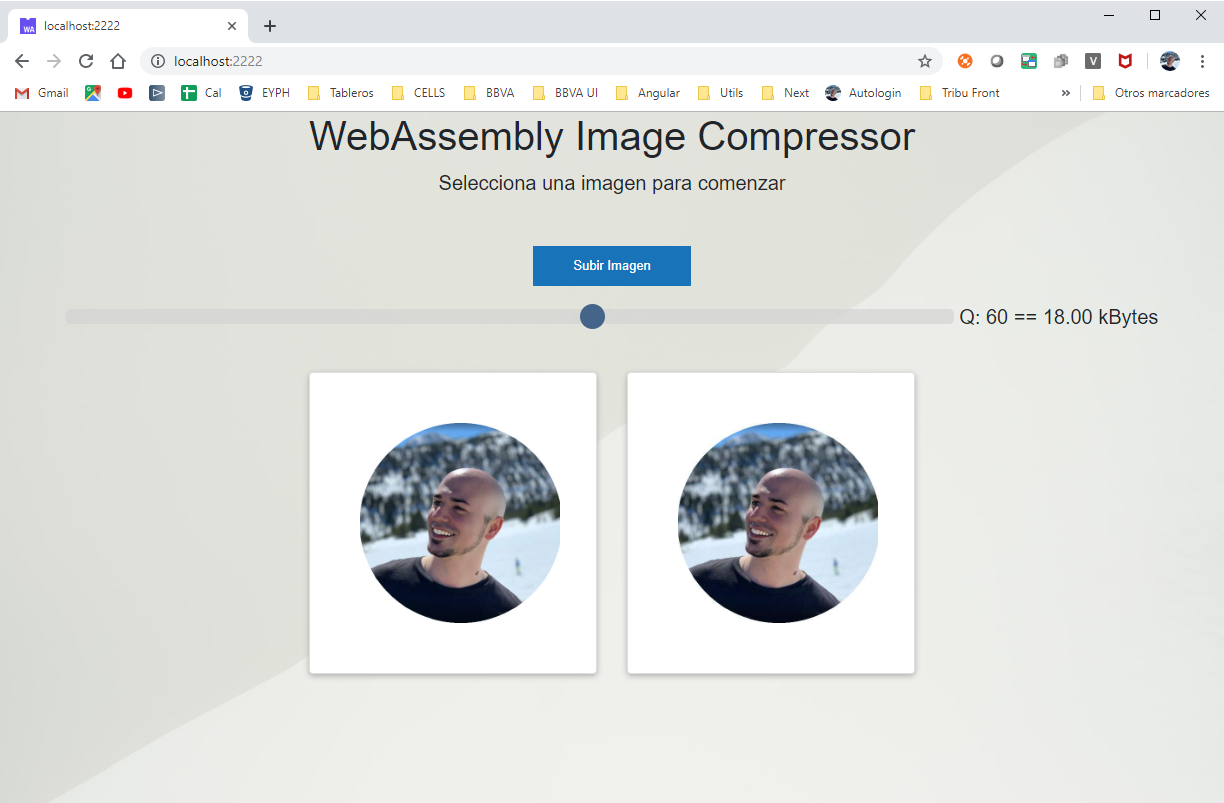 WA localhost:2222
localhost:2222
V
Gmail Cal EYPH Tableros CELLS BBVA BBVA UI Angular Utils Next Autologin Tribu Front » Otros marcadores
WebAssembly Image Compressor
Selecciona una imagen para comenzar
Subir Imagen
Q: 60 == 18.00 kBytes